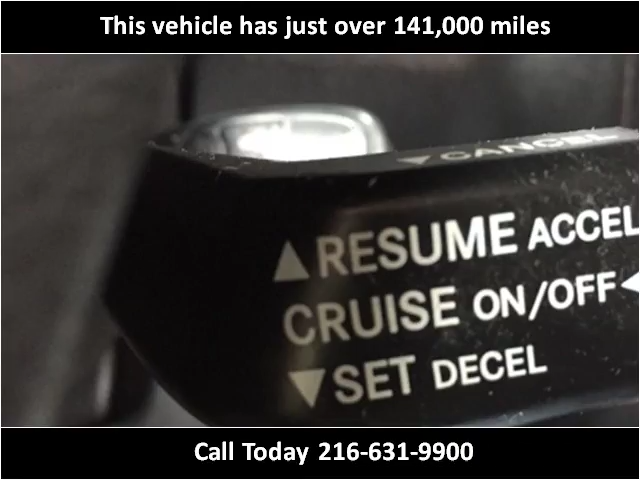 This vehicle has just over 141,000 miles
▼CANCEL
▲RESUME ACCEL
CRUISE ON/OFF◀
▼SET DECEL
Call Today 216-631-9900